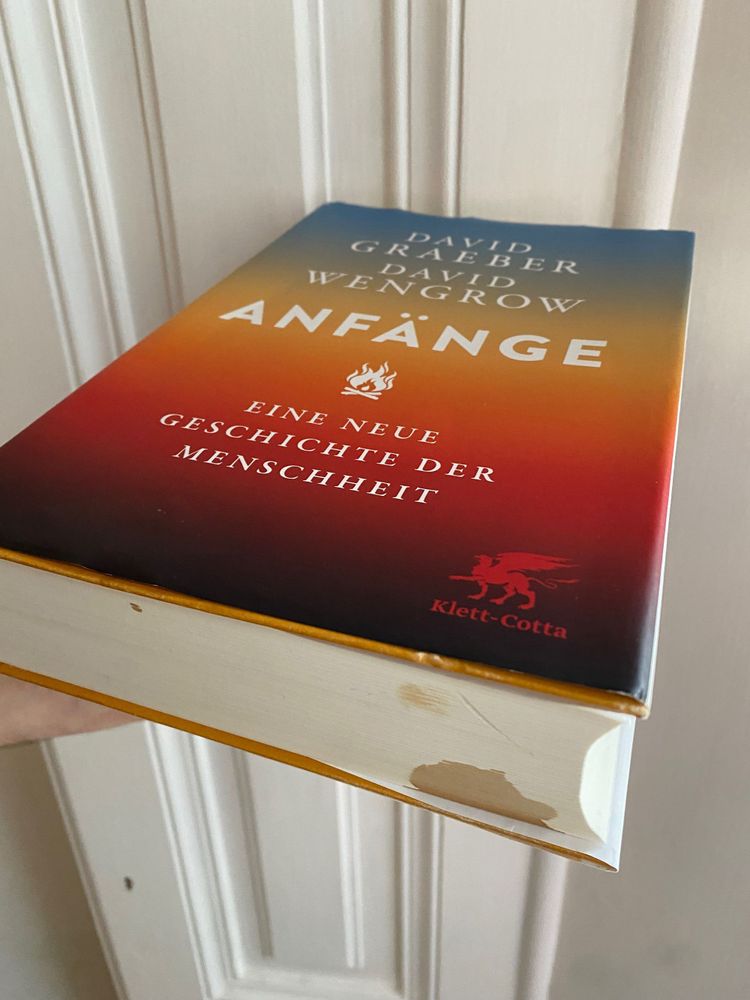 DAVID
GRAEBER
DAVID
WENGROW
ANFÄNGE
EINE NEUE
GESCHICHTE DER
MENSCHHEIT
Klett-Cotta